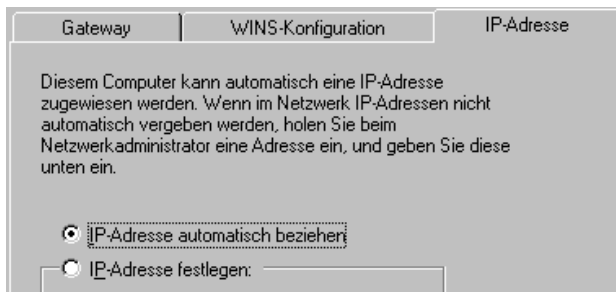 Gateway WINS-Konfiguration IP-Adresse
Diesem Computer kann automatisch eine IP-Adresse
zugewiesen werden. Wenn im Netzwerk IP-Adressen nicht
automatisch vergeben werden, holen Sie beim
Netzwerkadministrator eine Adresse ein, und geben Sie diese
unten ein.
IP-Adresse automatisch beziehen
IP-Adresse festlegen: